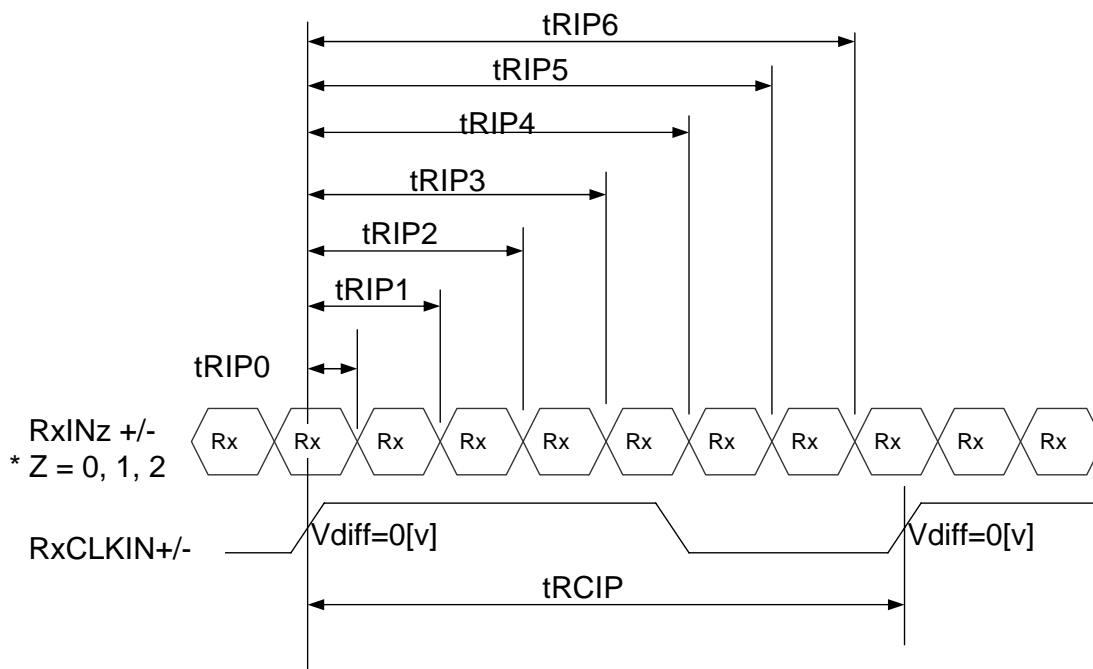 tRIP6
tRIP5
tRIP4
tRIP3
tRIP2
tRIP1
tRIP0
RxINz +/-
* Z = 0, 1, 2
Rx Rx Rx Rx Rx Rx Rx Rx Rx Rx Rx
RxCLKIN+/-
Vdiff=0[v] Vdiff=0[v]
tRCIP